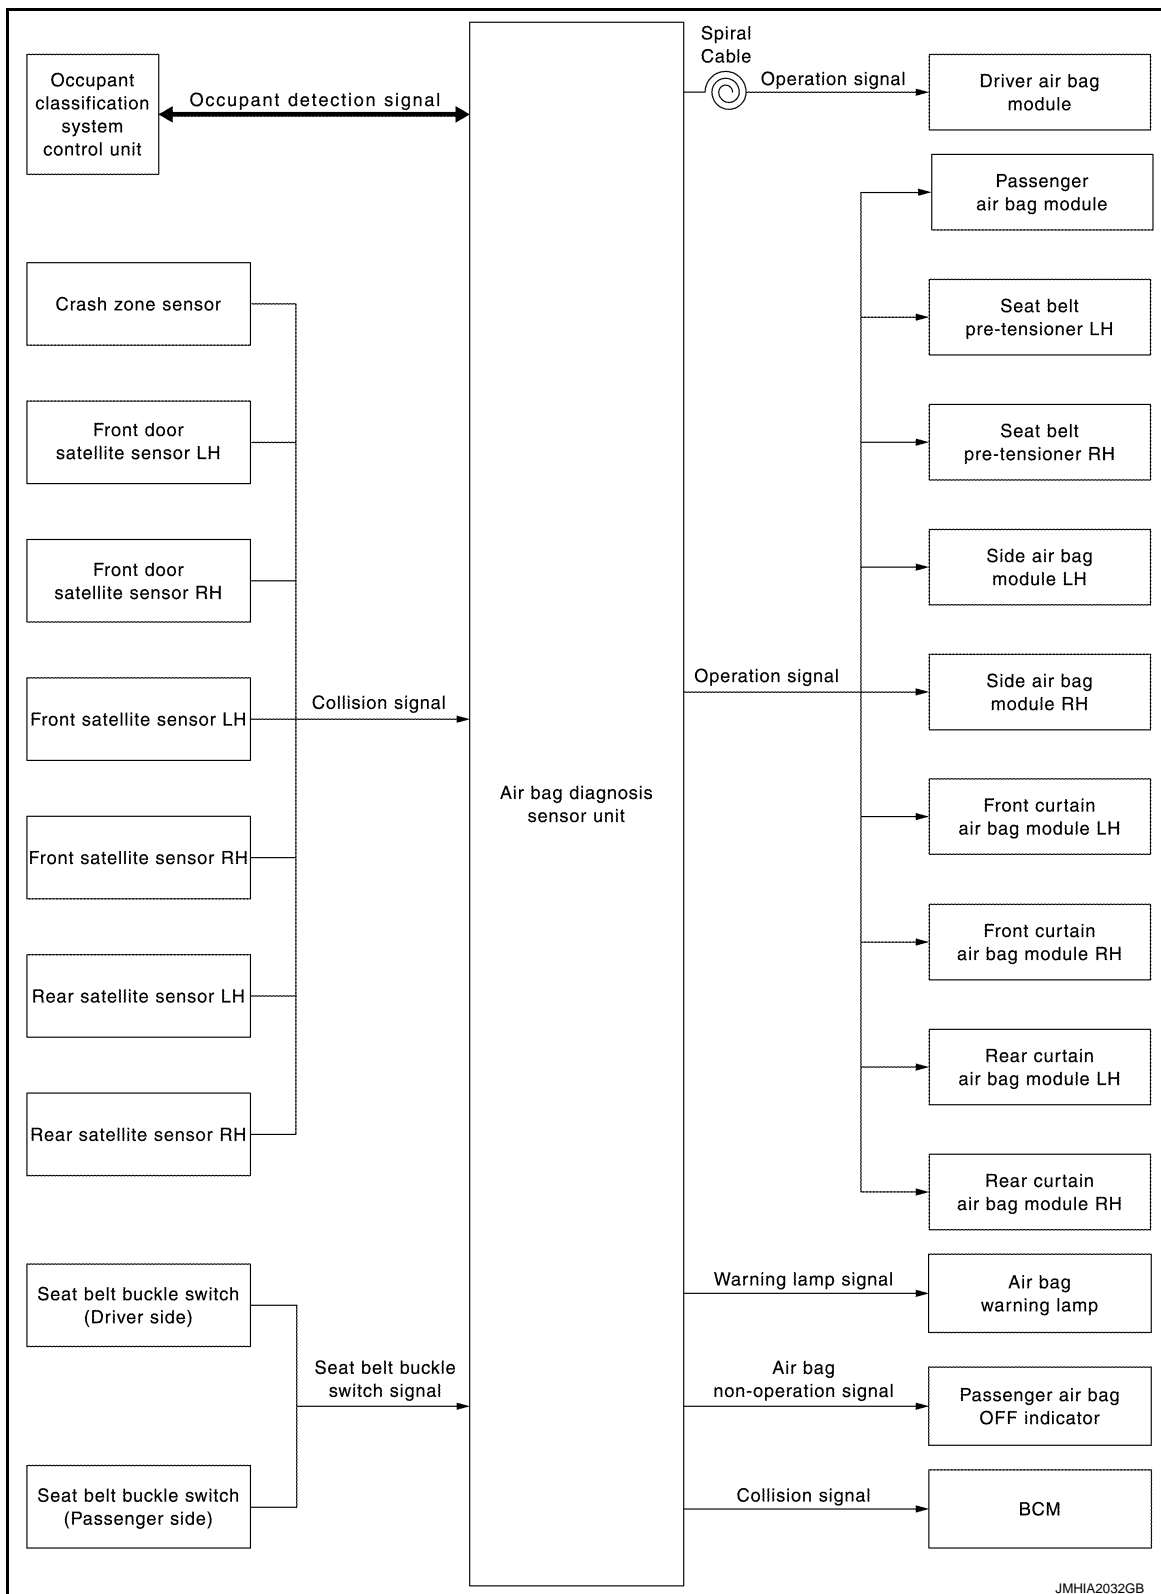 Occupant
classification
system
control unit
Occupant detection signal
Crash zone sensor
Front door
satellite sensor LH
Front door
satellite sensor RH
Front satellite sensor LH
Collision signal
Front satellite sensor RH
Rear satellite sensor LH
Rear satellite sensor RH
Seat belt buckle switch
(Driver side)
Seat belt buckle
switch signal
Seat belt buckle switch
(Passenger side)
Air bag diagnosis
sensor unit
Spiral
Cable
Operation signal
Driver air bag
module
Passenger
air bag module
Seat belt
pre-tensioner LH
Seat belt
pre-tensioner RH
Side air bag
module LH
Operation signal
Side air bag
module RH
Front curtain
air bag module LH
Front curtain
air bag module RH
Rear curtain
air bag module LH
Rear curtain
air bag module RH
Warning lamp signal
Air bag
warning lamp
Air bag
non-operation signal
Passenger air bag
OFF indicator
Collision signal
BCM
JMHIA2032GB